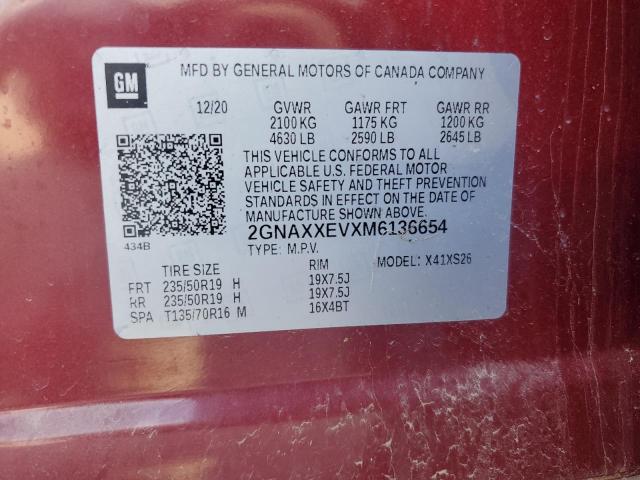 GM
MFD BY GENERAL MOTORS OF CANADA COMPANY
12/20 GVWR GAWR FRT GAWR RR
2100 KG 1175 KG 1200 KG
4630 LB 2590 LB 2645 LB
THIS VEHICLE CONFORMS TO ALL
APPLICABLE U.S. FEDERAL MOTOR
VEHICLE SAFETY AND THEFT PREVENTION
STANDARDS IN EFFECT ON THE DATE OF
MANUFACTURE SHOWN ABOVE.
434B 2GNAXXEVXM6136654
TYPE: M.P.V. MODEL: X41XS26
TIRE SIZE RIM
FRT 235/50R19 H 19X7.5J
RR 235/50R19 H 19X7.5J
SPA T135/70R16 M 16X4BT